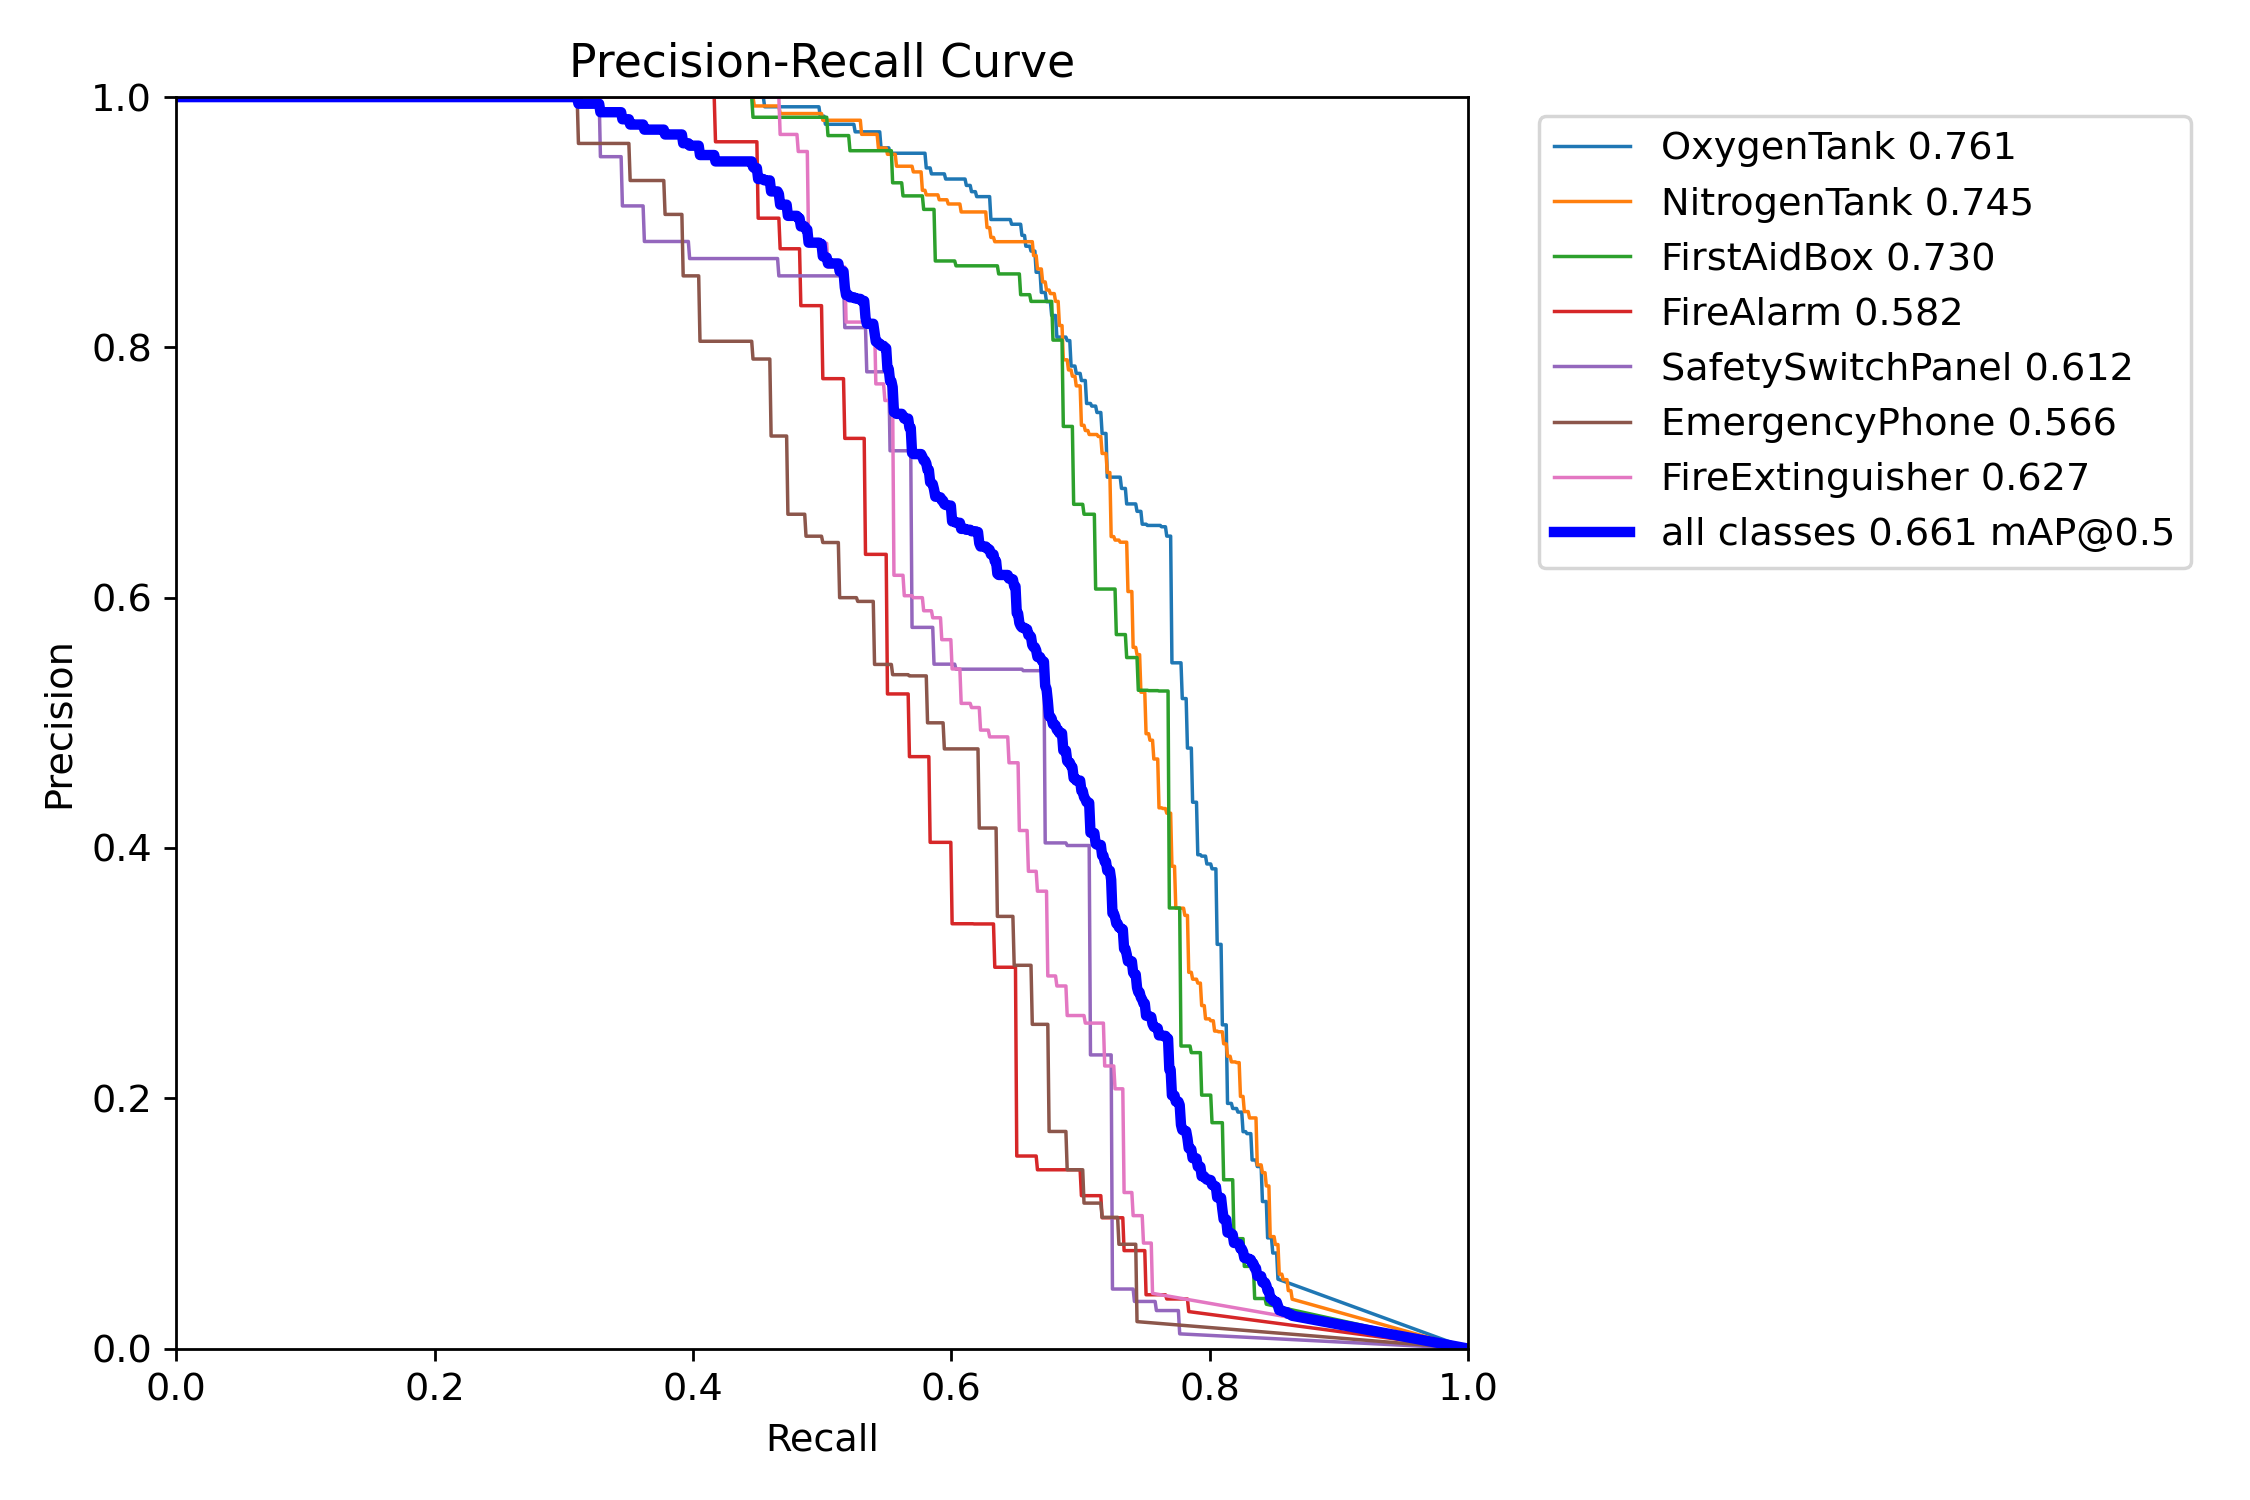 Precision-Recall Curve
1.0
0.8
0.6
0.4
0.2
0.0
Precision
0.0 0.2 0.4 0.6 0.8 1.0
Recall
OxygenTank 0.761
NitrogenTank 0.745
FirstAidBox 0.730
FireAlarm 0.582
SafetySwitchPanel 0.612
EmergencyPhone 0.566
FireExtinguisher 0.627
all classes 0.661 mAP@0.5